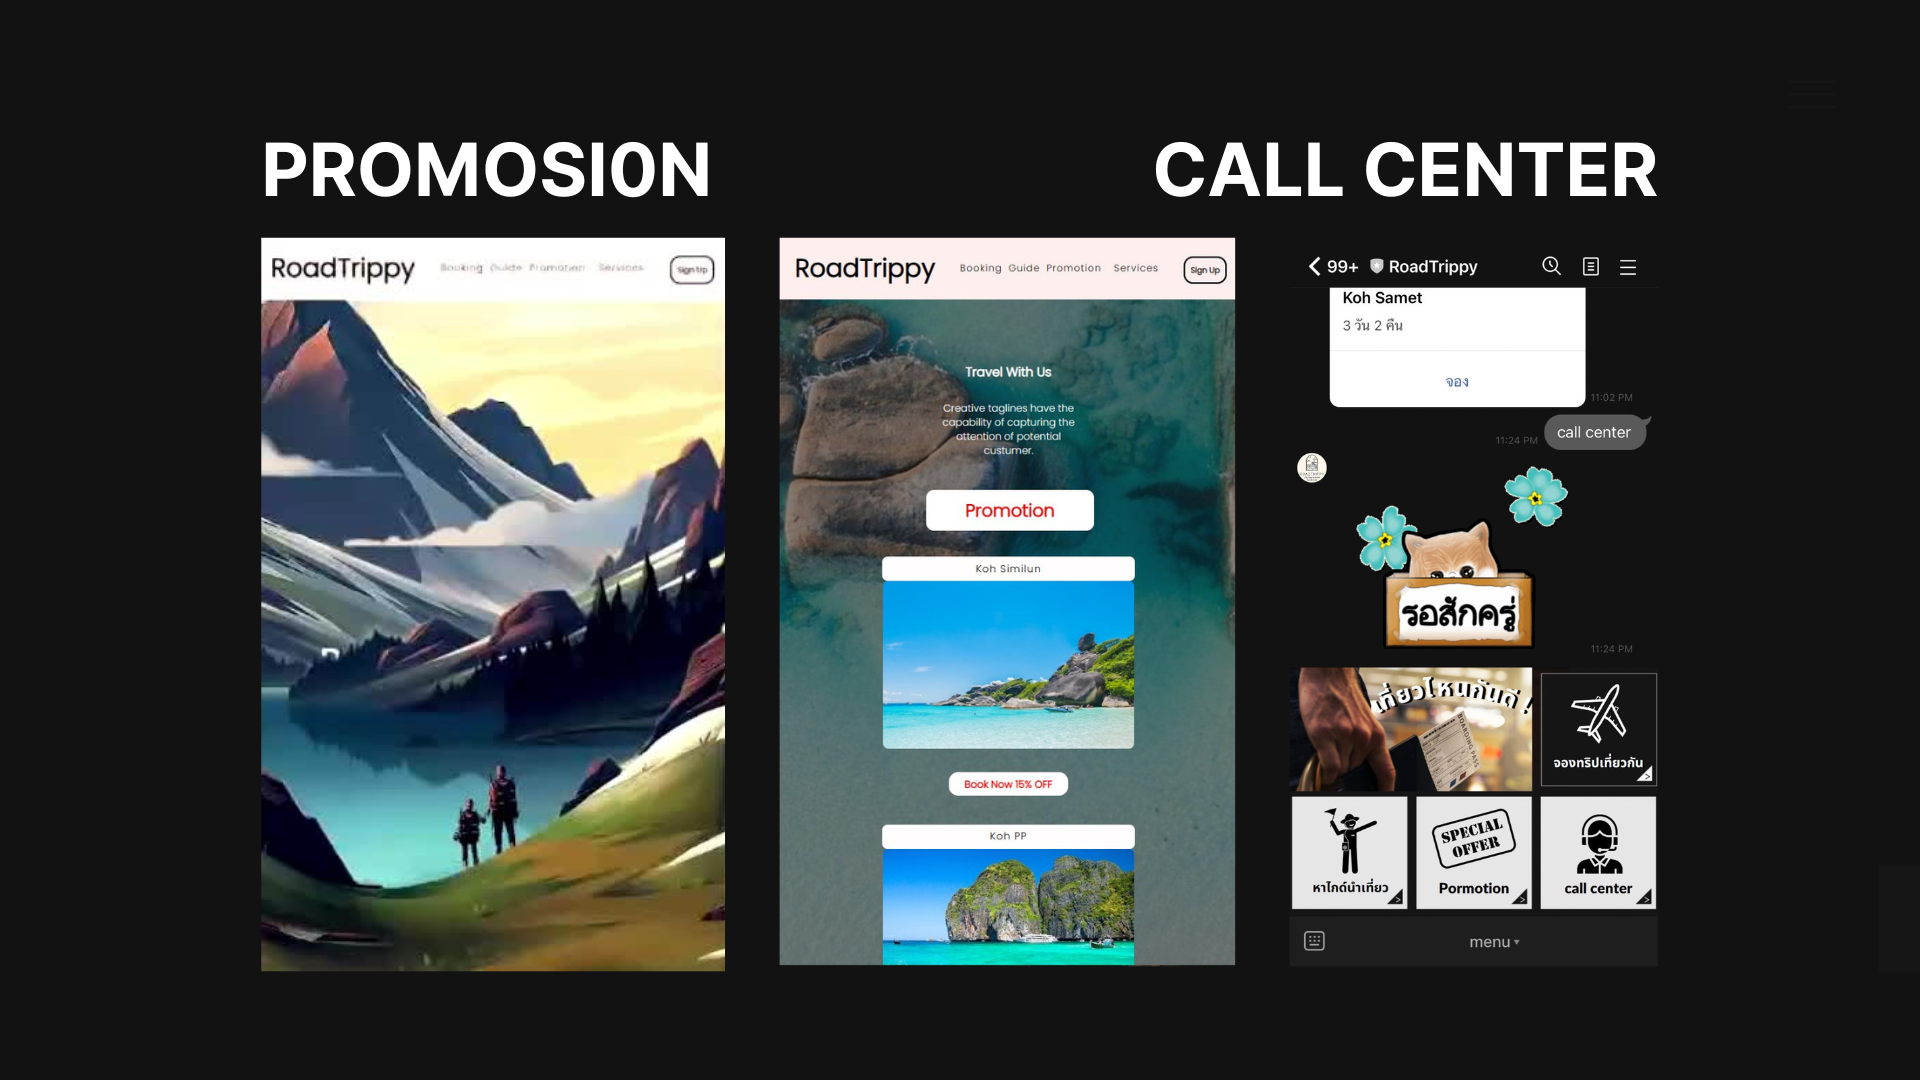 PROMOSI0N
CALL CENTER
RoadTrippy
Booking Guide Promotion Services
Sign Up
RoadTrippy
Booking Guide Promotion Services
Sign Up
Travel With Us
Creative taglines have the
capability of capturing the
attention of potential
custumer.
Promotion
Koh Similun
Book Now 15% OFF
Koh PP
99+ RoadTrippy
Koh Samet
3 วัน 2 คืน
จอง
11:02 PM
call center
11:24 PM
รอสักครู่
11:24 PM
เที่ยวไหนกันดี !
BOARDING PASS
จองทริปเที่ยวกัน
หาไกด์นำเที่ยว
SPECIAL
OFFER
Pormotion
call center
menu